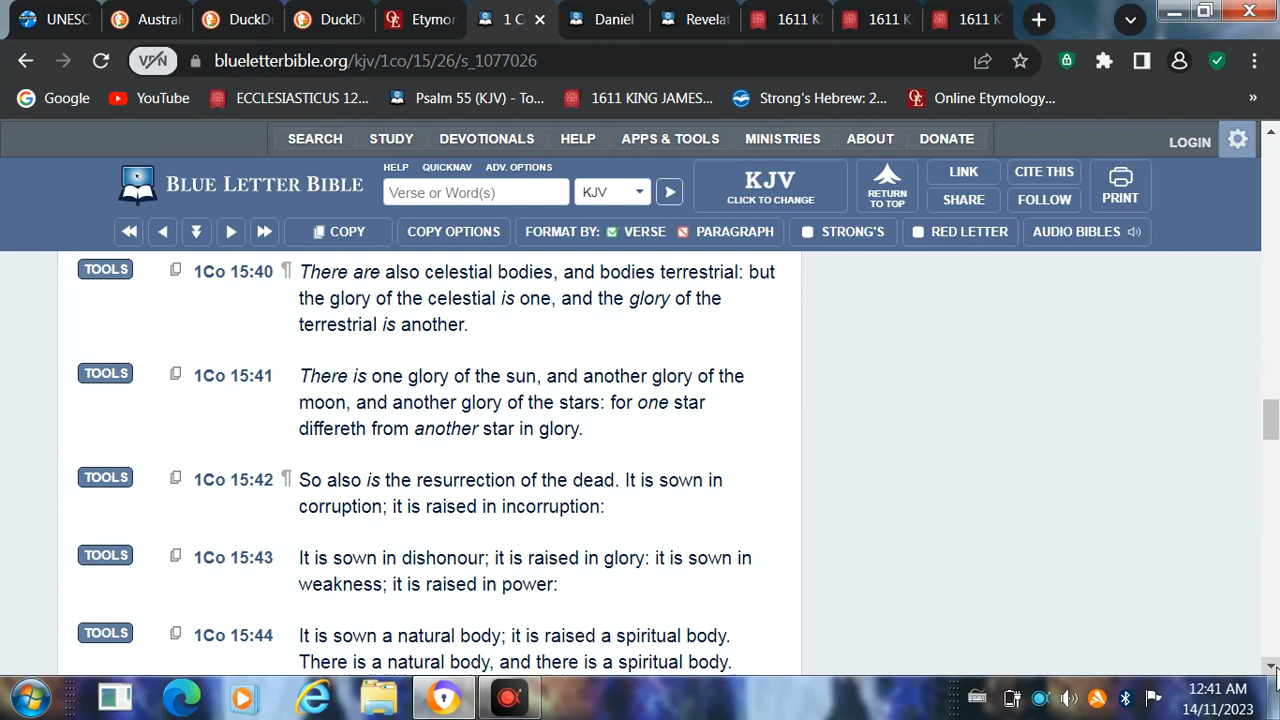 UNESC
Austral
DuckDu
DuckDu
Etymor
1 C
Daniel
Revelat
1611 KI
1611 K
1611 K
blueletterbible.org/kjv/1co/15/26/s_1077026
VPN
Google
YouTube
ECCLESIASTICUS 12...
Psalm 55 (KJV) - To...
1611 KING JAMES...
Strong's Hebrew: 2...
Online Etymology...
SEARCH STUDY DEVOTIONALS HELP APPS & TOOLS MINISTRIES ABOUT DONATE
LOGIN
BLUE LETTER BIBLE
HELP QUICKNAV ADV. OPTIONS
Verse or Word(s)
KJV
KJV
CLICK TO CHANGE
RETURN
TO TOP
LINK
CITE THIS
SHARE
FOLLOW
PRINT
COPY
COPY OPTIONS
FORMAT BY: VERSE PARAGRAPH
STRONG'S
RED LETTER
AUDIO BIBLES
TOOLS 1Co 15:40 ¶ There are also celestial bodies, and bodies terrestrial: but
the glory of the celestial is one, and the glory of the
terrestrial is another.
TOOLS 1Co 15:41 There is one glory of the sun, and another glory of the
moon, and another glory of the stars: for one star
differeth from another star in glory.
TOOLS 1Co 15:42 ¶ So also is the resurrection of the dead. It is sown in
corruption; it is raised in incorruption:
TOOLS 1Co 15:43 It is sown in dishonour; it is raised in glory: it is sown in
weakness; it is raised in power:
TOOLS 1Co 15:44 It is sown a natural body; it is raised a spiritual body.
There is a natural body, and there is a spiritual body.
12:41 AM
14/11/2023